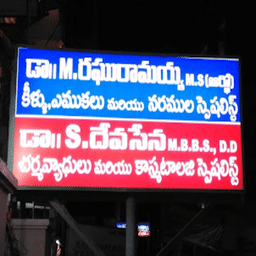 డా॥ M.రఘురామయ్య M.S (ఆర్థో)
కీళ్ళు,ఎముకలు మరియు నరముల స్పెషలిస్ట్
డా॥ S.దేవసేన M.B.B.S., D.D
చర్మవ్యాధులు మరియు కాస్మటాలజి స్పెషలిస్ట్